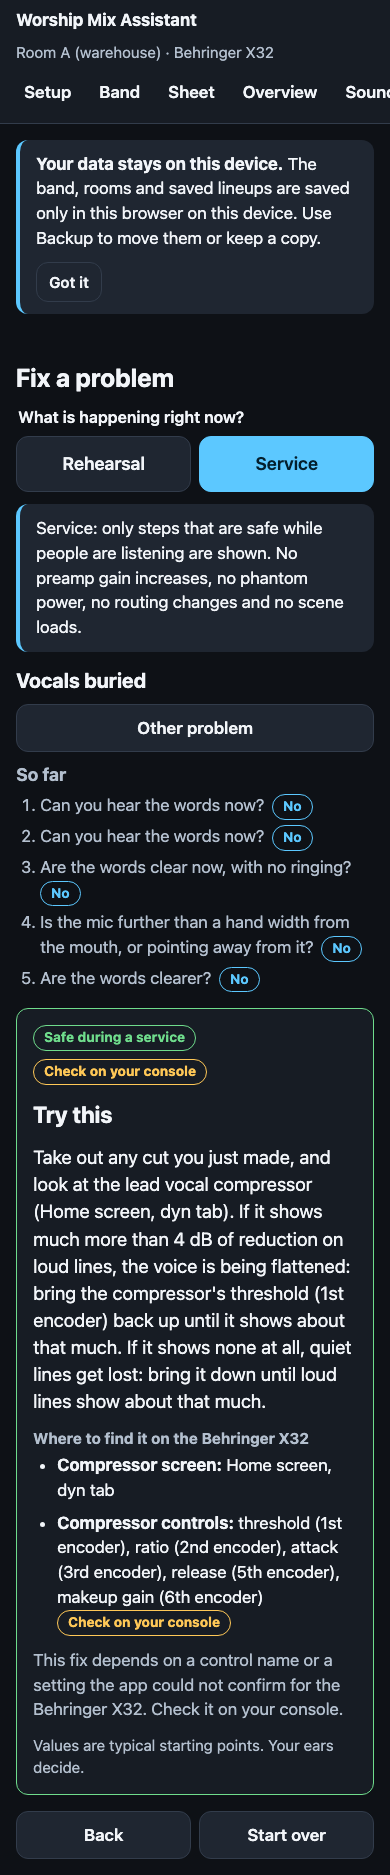 Worship Mix Assistant
Room A (warehouse) · Behringer X32
Setup Band Sheet Overview Soun
Your data stays on this device. The
band, rooms and saved lineups are saved
only in this browser on this device. Use
Backup to move them or keep a copy.
Got it
Fix a problem
What is happening right now?
Rehearsal Service
Service: only steps that are safe while
people are listening are shown. No
preamp gain increases, no phantom
power, no routing changes and no scene
loads.
Vocals buried
Other problem
So far
1. Can you hear the words now? No
2. Can you hear the words now? No
3. Are the words clear now, with no ringing?
No
4. Is the mic further than a hand width from
the mouth, or pointing away from it? No
5. Are the words clearer? No
Safe during a service
Check on your console
Try this
Take out any cut you just made, and
look at the lead vocal compressor
(Home screen, dyn tab). If it shows
much more than 4 dB of reduction on
loud lines, the voice is being flattened:
bring the compressor's threshold (1st
encoder) back up until it shows about
that much. If it shows none at all, quiet
lines get lost: bring it down until loud
lines show about that much.
Where to find it on the Behringer X32
• Compressor screen: Home screen,
dyn tab
• Compressor controls: threshold (1st
encoder), ratio (2nd encoder), attack
(3rd encoder), release (5th encoder),
makeup gain (6th encoder)
Check on your console
This fix depends on a control name or a
setting the app could not confirm for the
Behringer X32. Check it on your console.
Values are typical starting points. Your ears
decide.
Back Start over